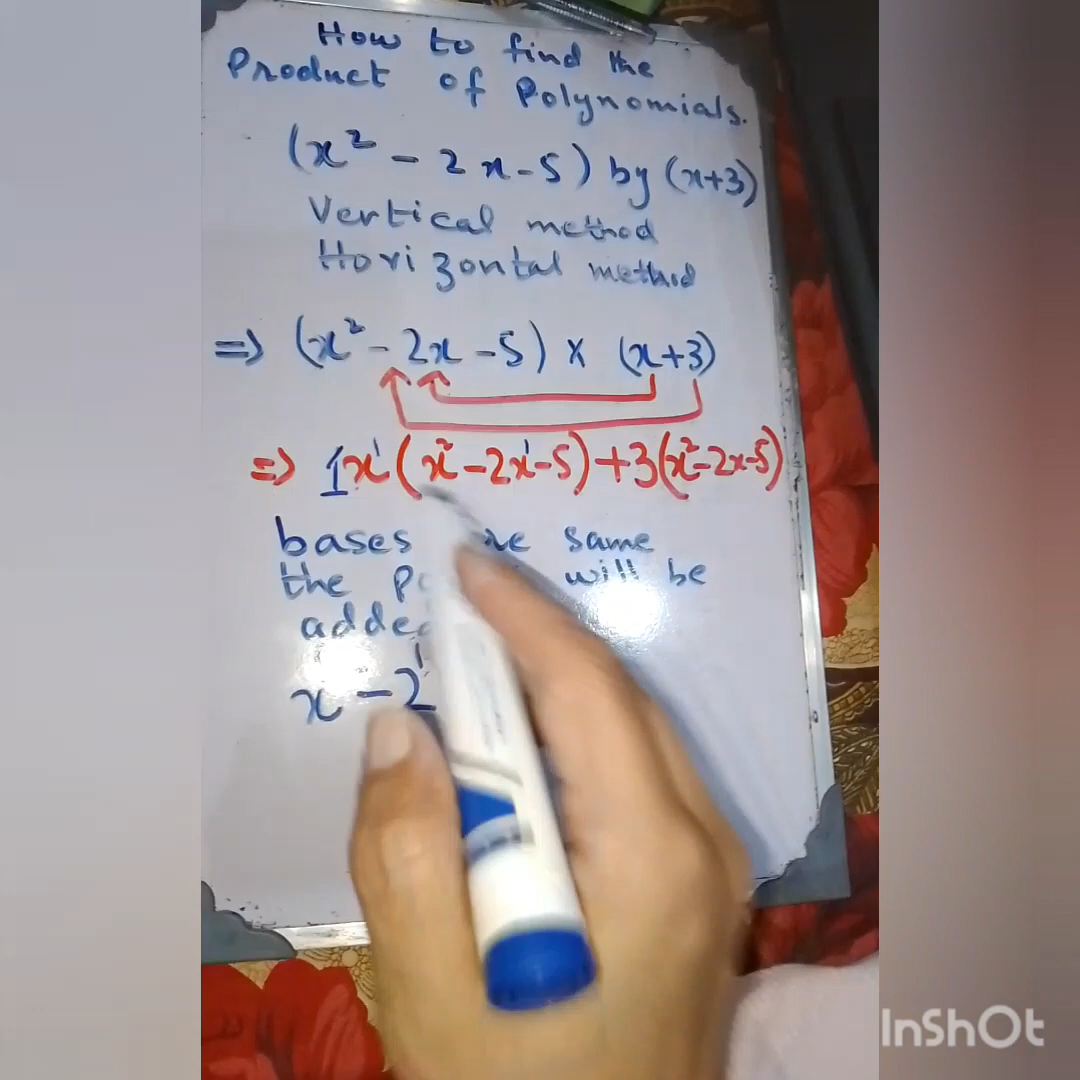 How to find the
Product of Polynomials.
(x² - 2x - 5) by (x+3)
Vertical method
Horizontal method
⇒ (x² - 2x - 5) × (x+3)
⇒ 1x¹(x² - 2x¹ - 5) + 3(x² - 2x - 5)
bases same
the will be
x - 2
InShOt